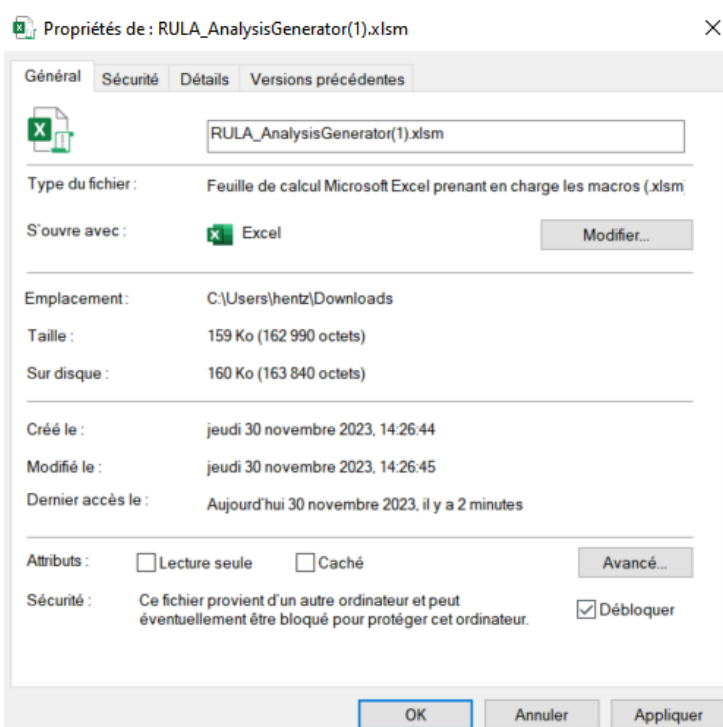 Propriétés de : RULA_AnalysisGenerator(1).xlsm
Général Sécurité Détails Versions précédentes
RULA_AnalysisGenerator(1).xlsm
Type du fichier : Feuille de calcul Microsoft Excel prenant en charge les macros (.xlsm
S'ouvre avec : Excel Modifier...
Emplacement : C:\Users\hentz\Downloads
Taille : 159 Ko (162 990 octets)
Sur disque : 160 Ko (163 840 octets)
Créé le : jeudi 30 novembre 2023, 14:26:44
Modifié le : jeudi 30 novembre 2023, 14:26:45
Dernier accès le : Aujourd'hui 30 novembre 2023, il y a 2 minutes
Attributs : Lecture seule Caché Avancé...
Sécurité : Ce fichier provient d'un autre ordinateur et peut
éventuellement être bloqué pour protéger cet ordinateur. Débloquer
OK Annuler Appliquer